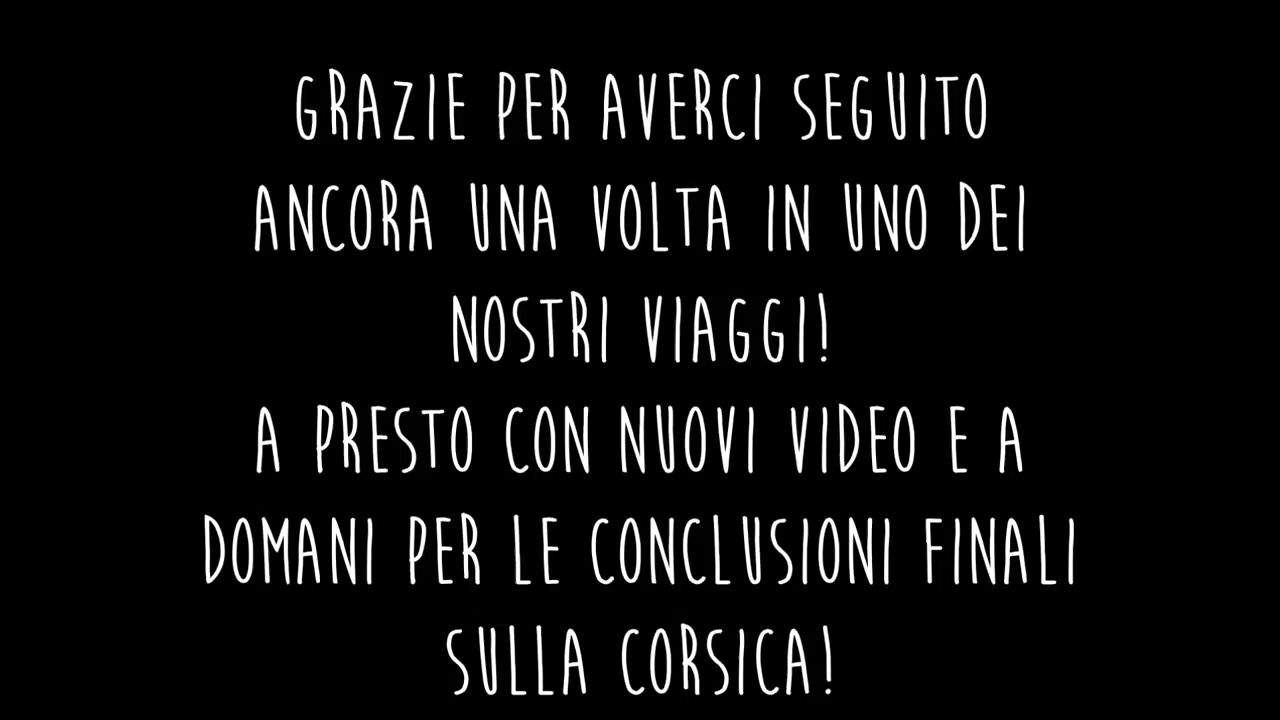 GRAZIE PER AVERCI SEGUITO
ANCORA UNA VOLTA IN UNO DEI
NOSTRI VIAGGI!
A PRESTO CON NUOVI VIDEO E A
DOMANI PER LE CONCLUSIONI FINALI
SULLA CORSICA!